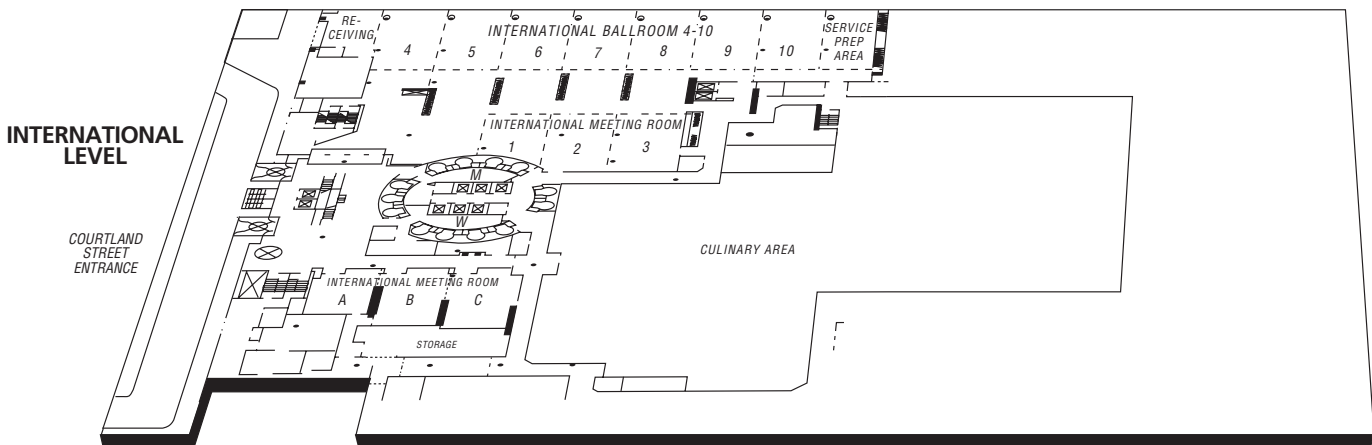 RE-
CEIVING
INTERNATIONAL BALLROOM 4-10
SERVICE
PREP
AREA
4
5
6
7
8
9
10
INTERNATIONAL
LEVEL
INTERNATIONAL MEETING ROOM
1
2
3
M
W
COURTLAND
STREET
ENTRANCE
CULINARY AREA
INTERNATIONAL MEETING ROOM
A
B
C
STORAGE